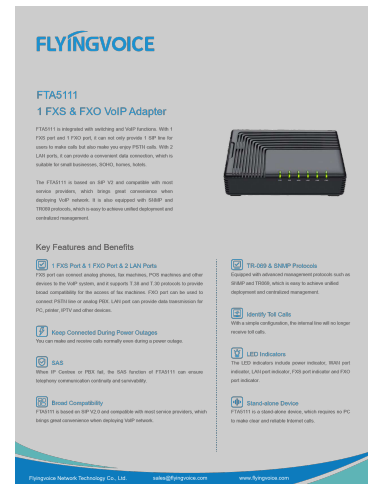 FLYINGVOICE
FTA5111
1 FXS & FXO VoIP Adapter
FTA5111 is integrated with switching and VoIP functions. With 1
FXS port and 1 FXO port, it can not only provide 1 SIP line for
users to make calls but also make you enjoy PSTN calls. With 2
LAN ports, it can provide a convenient data connection, which is
suitable for small businesses, SOHO, homes, hotels.
The FTA5111 is based on SIP V2 and compatible with most
service providers, which brings great convenience when
deploying VoIP network. It is also equipped with SNMP and
TR069 protocols, which is easy to achieve unified deployment and
centralized management.
Key Features and Benefits
1 FXS Port & 1 FXO Port & 2 LAN Ports
FXS port can connect analog phones, fax machines, POS machines and other
devices to the VoIP system, and it supports T.38 and T.30 protocols to provide
broad compatibility for the access of fax machines. FXO port can be used to
connect PSTN line or analog PBX. LAN port can provide data transmission for
PC, printer, IPTV and other devices.
Keep Connected During Power Outages
You can make and receive calls normally even during a power outage.
SAS
When IP Centrex or PBX fail, the SAS function of FTA5111 can ensure
telephony communication continuity and survivability.
Broad Compatibility
FTA5111 is based on SIP V2.0 and compatible with most service providers, which
brings great convenience when deploying VoIP network.
TR-069 & SNMP Protocols
Equipped with advanced management protocols such as
SNMP and TR069, which is easy to achieve unified
deployment and centralized management.
Identify Toll Calls
With a simple configuration, the internal line will no longer
receive toll calls.
LED Indicators
The LED indicators include power indicator, WAN port
indicator, LAN port indicator, FXS port indicator and FXO
port indicator.
Stand-alone Device
FTA5111 is a stand-alone device, which requires no PC
to make clear and reliable Internet calls.
Flyingvoice Network Technology Co., Ltd. sales@flyingvoice.com www.flyingvoice.com